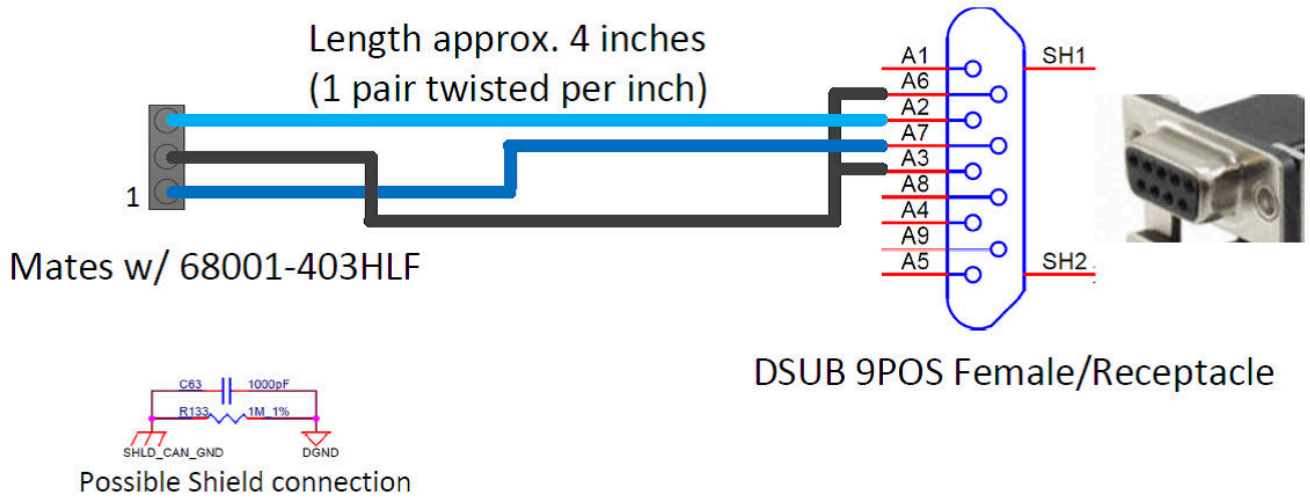 Length approx. 4 inches
(1 pair twisted per inch)
A1
SH1
A6
A2
A7
A3
1
A8
A4
A9
A5
SH2
Mates w/ 68001-403HLF
DSUB 9POS Female/Receptacle
C63 1000pF
R133 1M_1%
SHLD_CAN_GND DGND
Possible Shield connection